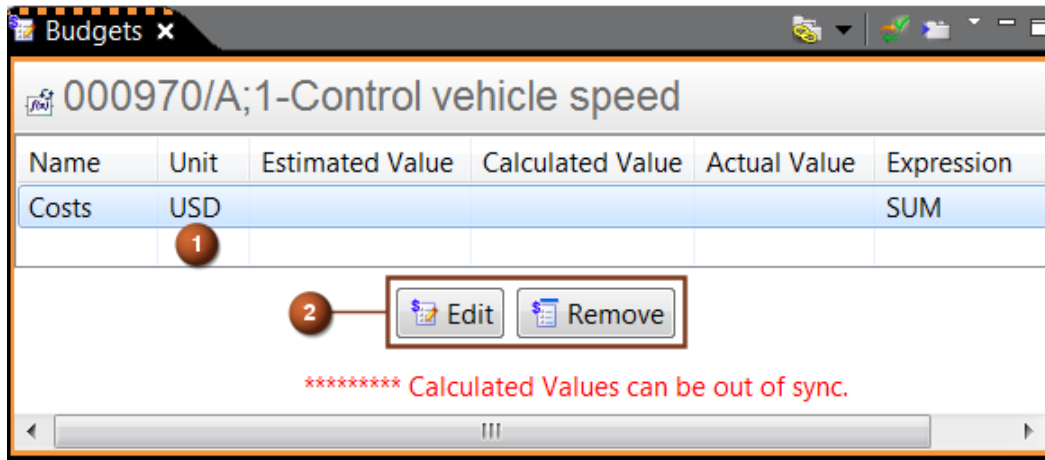 Budgets
000970/A;1-Control vehicle speed
Name Unit Estimated Value Calculated Value Actual Value Expression
Costs USD SUM
1
2 Edit Remove
********* Calculated Values can be out of sync.